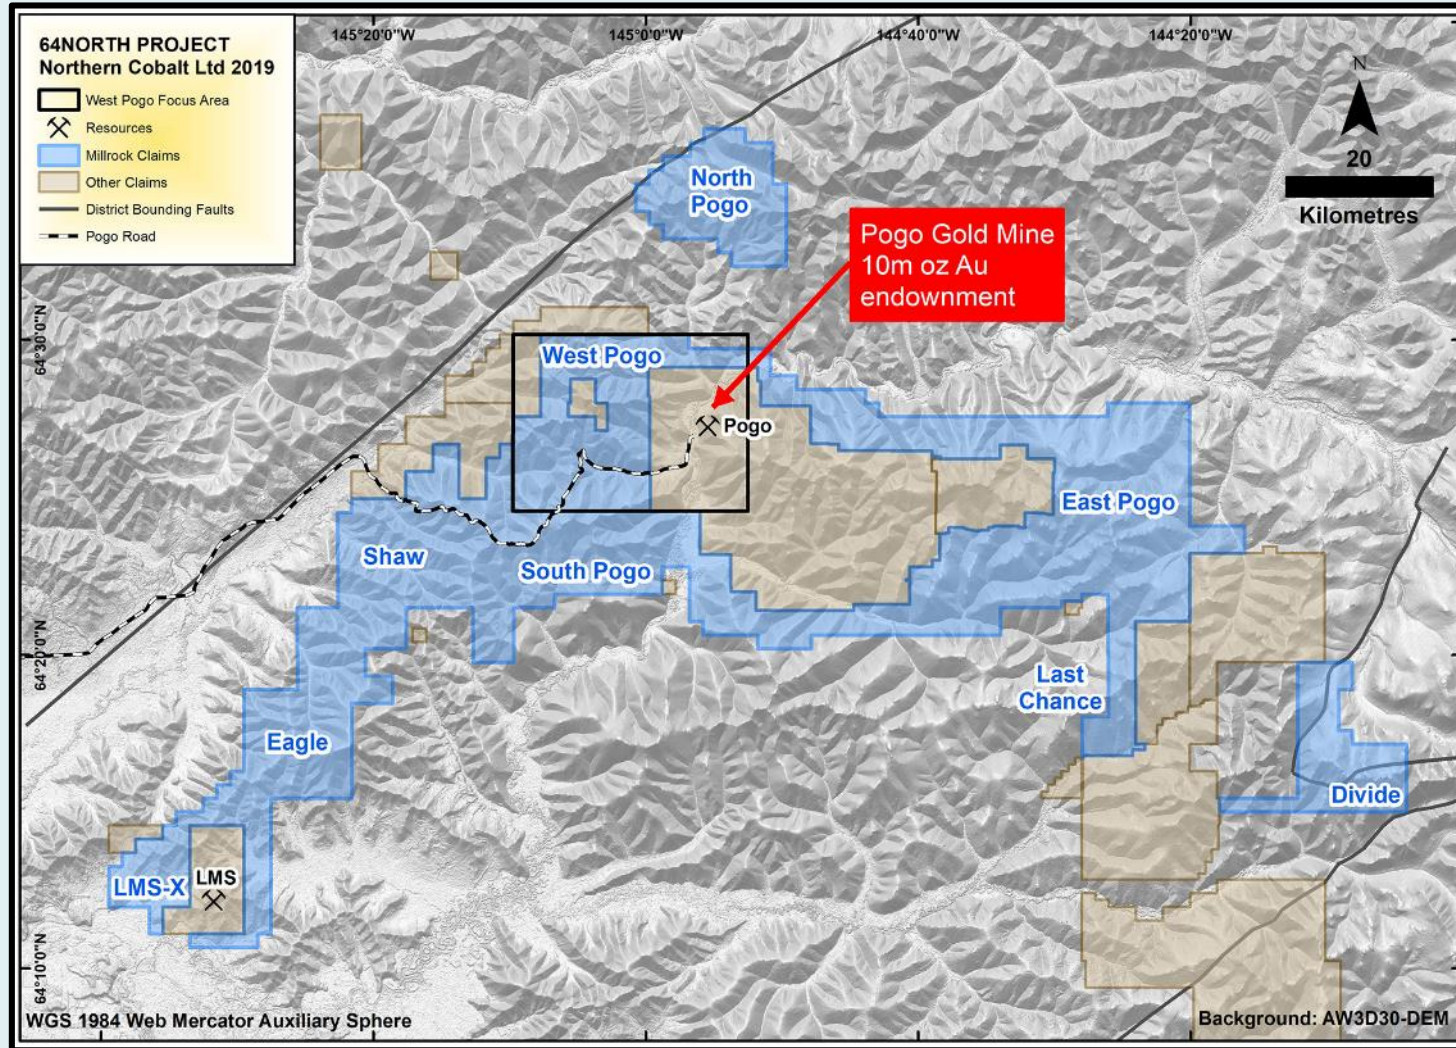 64NORTH PROJECT
Northern Cobalt Ltd 2019
West Pogo Focus Area
Resources
Millrock Claims
Other Claims
District Bounding Faults
Pogo Road
145°20'0"W
145°0'0"W
144°40'0"W
144°20'0"W
N
20
Kilometres
North
Pogo
Pogo Gold Mine
10m oz Au
endownment
64°30'0"N
West Pogo
Pogo
East Pogo
Shaw
South Pogo
64°20'0"N
Last
Chance
Eagle
Divide
LMS-X
LMS
64°10'0"N
WGS 1984 Web Mercator Auxiliary Sphere
Background: AW3D30-DEM